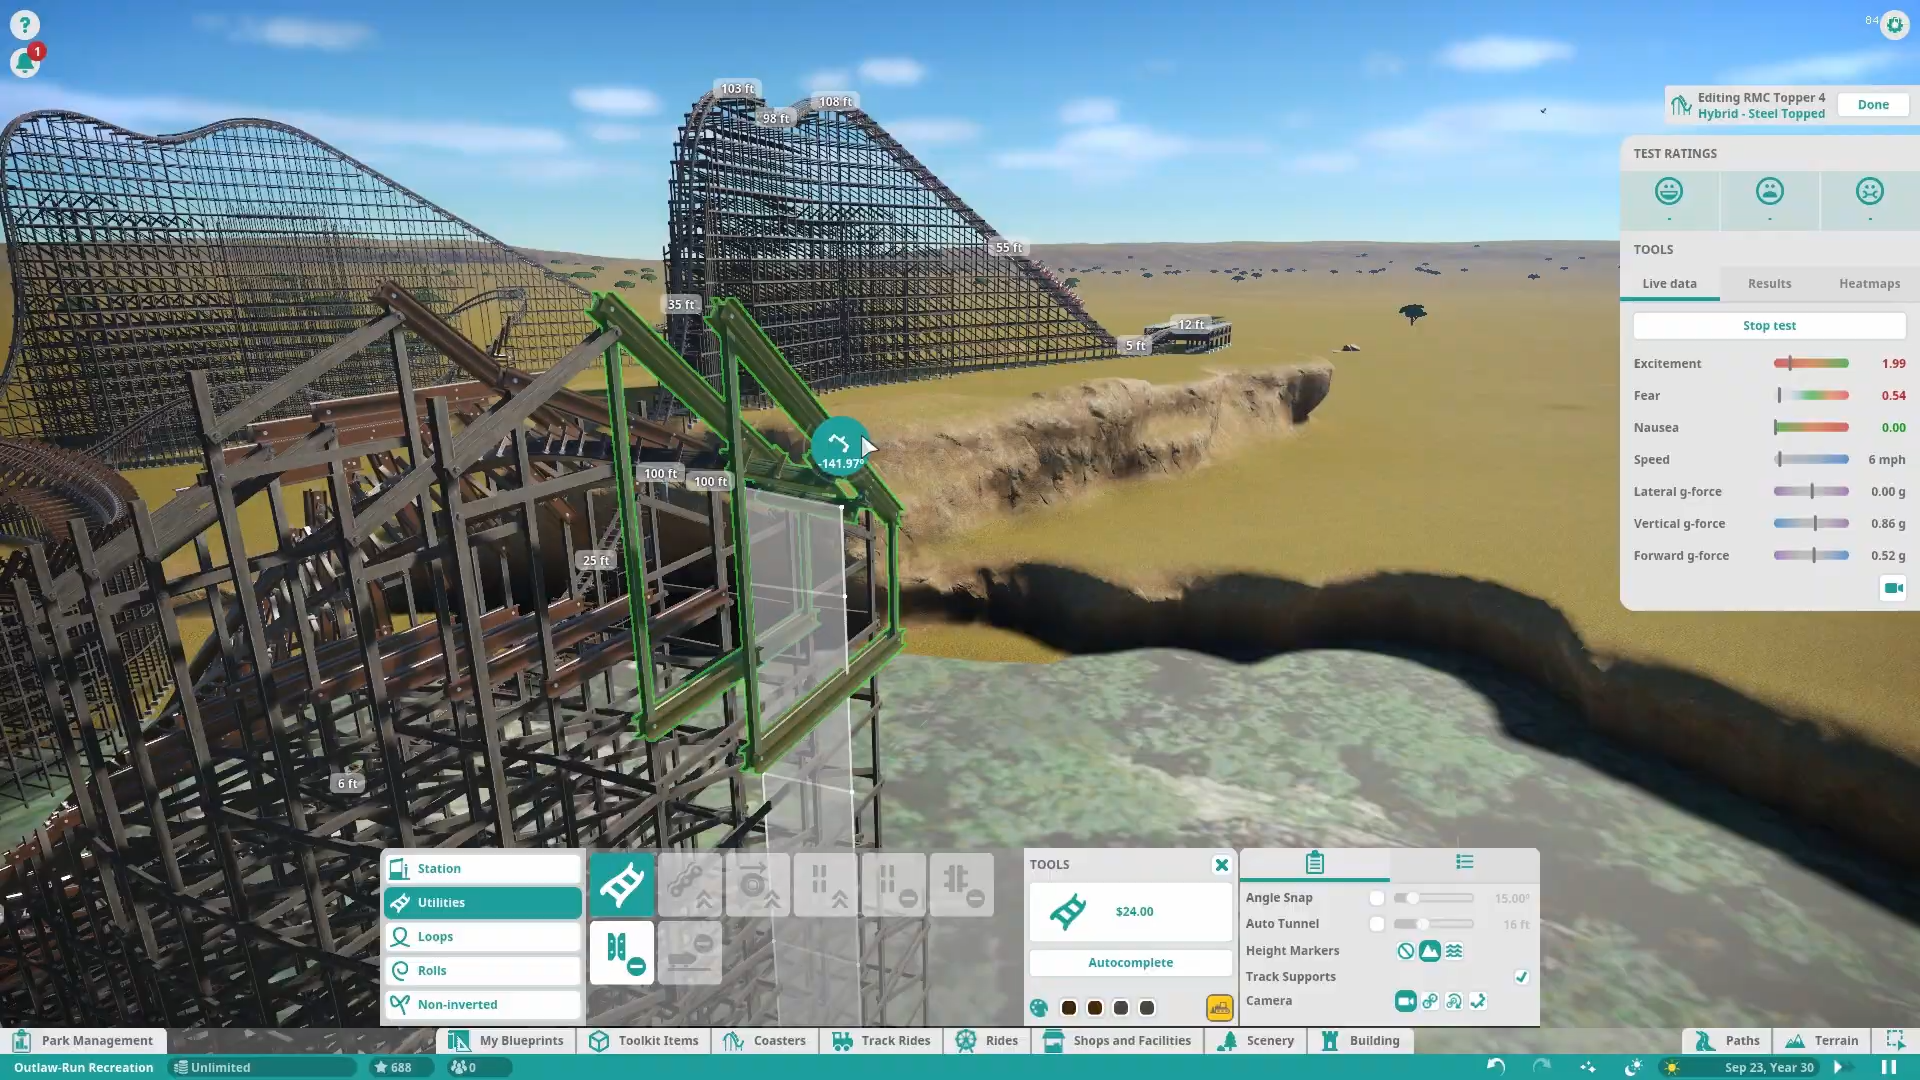 ?
1
103 ft
108 ft
98 ft
55 ft
35 ft
12 ft
5 ft
-141.97°
100 ft
100 ft
25 ft
6 ft
Editing RMC Topper 4
Hybrid - Steel Topped
Done
TEST RATINGS
-
-
-
TOOLS
Live data
Results
Heatmaps
Stop test
Excitement 1.99
Fear 0.54
Nausea 0.00
Speed 6 mph
Lateral g-force 0.00 g
Vertical g-force 0.86 g
Forward g-force 0.52 g
Station
Utilities
Loops
Rolls
Non-inverted
TOOLS
$24.00
Autocomplete
Angle Snap 15.00°
Auto Tunnel 16 ft
Height Markers
Track Supports
Camera
Park Management
My Blueprints
Toolkit Items
Coasters
Track Rides
Rides
Shops and Facilities
Scenery
Building
Paths
Terrain
Outlaw-Run Recreation
Unlimited
688
0
Sep 23, Year 30